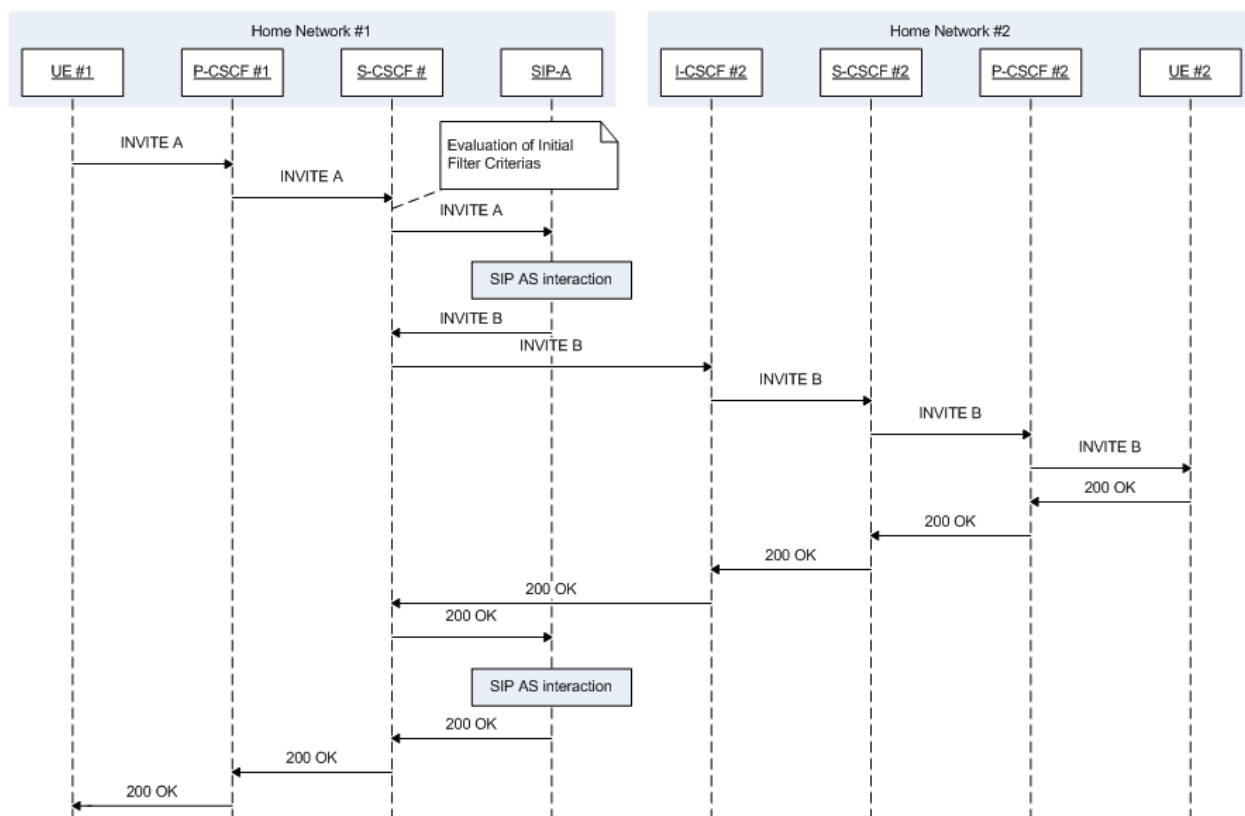 Home Network #1
Home Network #2
UE #1
P-CSCF #1
S-CSCF #
SIP-A
I-CSCF #2
S-CSCF #2
P-CSCF #2
UE #2
Evaluation of Initial
Filter Criterias
INVITE A
INVITE A
INVITE A
SIP AS interaction
INVITE B
INVITE B
INVITE B
INVITE B
INVITE B
200 OK
200 OK
200 OK
200 OK
200 OK
SIP AS interaction
200 OK
200 OK
200 OK